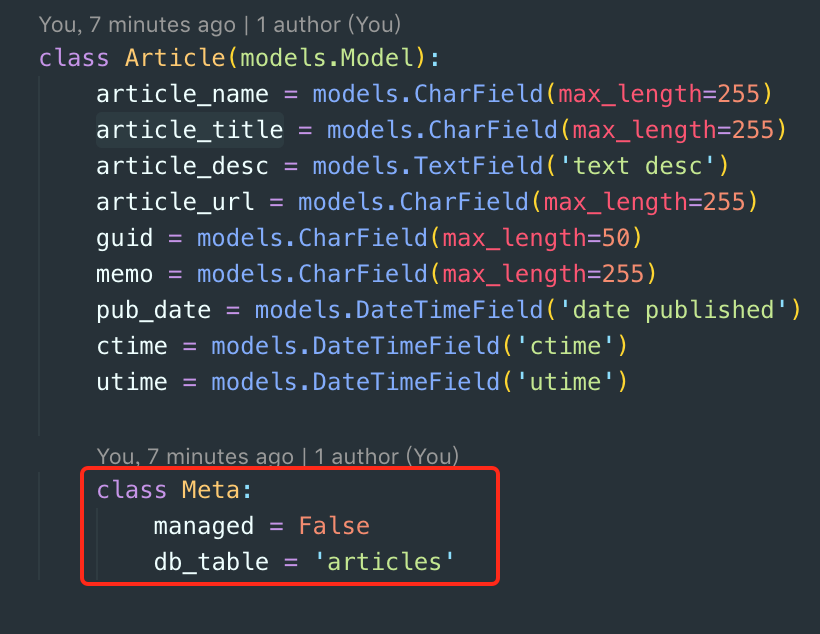 You, 7 minutes ago | 1 author (You)
class Article(models.Model):
    article_name = models.CharField(max_length=255)
    article_title = models.CharField(max_length=255)
    article_desc = models.TextField('text desc')
    article_url = models.CharField(max_length=255)
    guid = models.CharField(max_length=50)
    memo = models.CharField(max_length=255)
    pub_date = models.DateTimeField('date published')
    ctime = models.DateTimeField('ctime')
    utime = models.DateTimeField('utime')
    You, 7 minutes ago | 1 author (You)
    class Meta:
        managed = False
        db_table = 'articles'